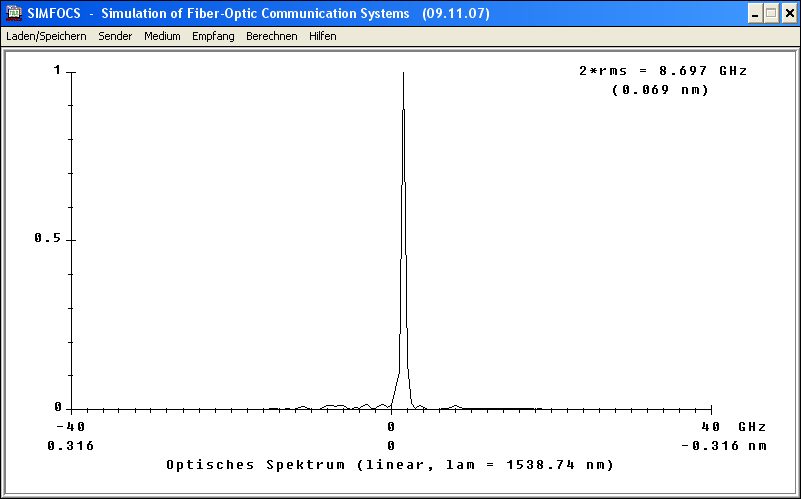 SIMFOCS - Simulation of Fiber-Optic Communication Systems (09.11.07)
Laden/Speichern Sender Medium Empfang Berechnen Hilfen
1
2*rms = 8.697 GHz
(0.069 nm)
0.5
0
-40 0 40 GHz
0.316 0 -0.316 nm
Optisches Spektrum (linear, lam = 1538.74 nm)